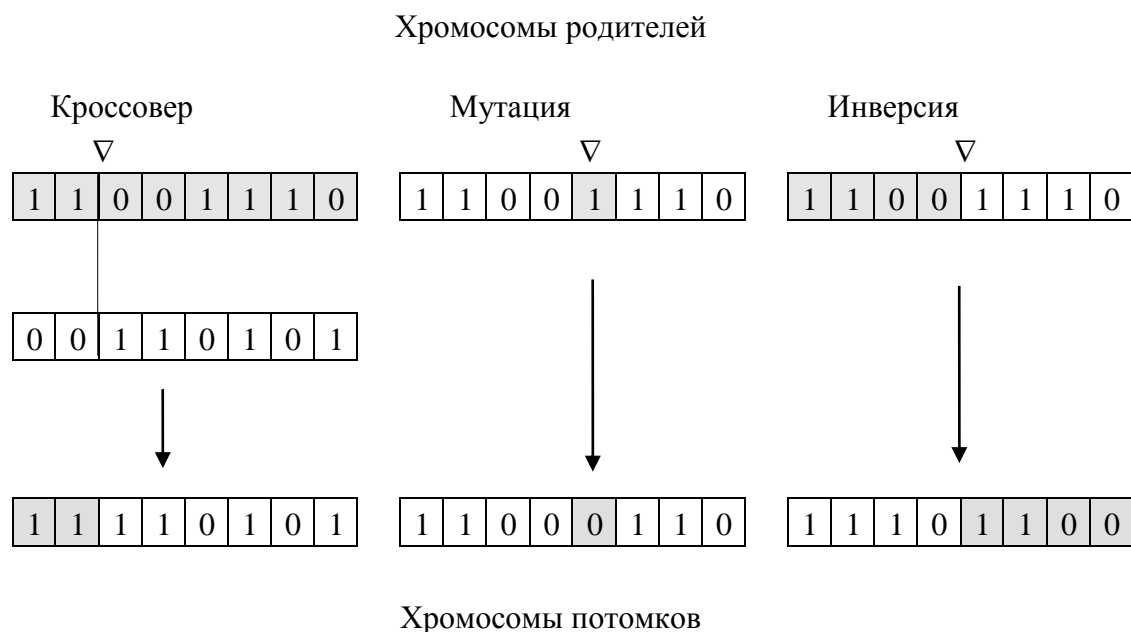 Хромосомы родителей
Кроссовер Мутация Инверсия
∇ ∇ ∇
1 1 0 0 1 1 1 0 1 1 0 0 1 1 1 0 1 1 0 0 1 1 1 0
0 0 1 1 0 1 0 1
1 1 1 1 0 1 0 1 1 1 0 0 0 1 1 0 1 1 1 0 1 1 0 0
Хромосомы потомков